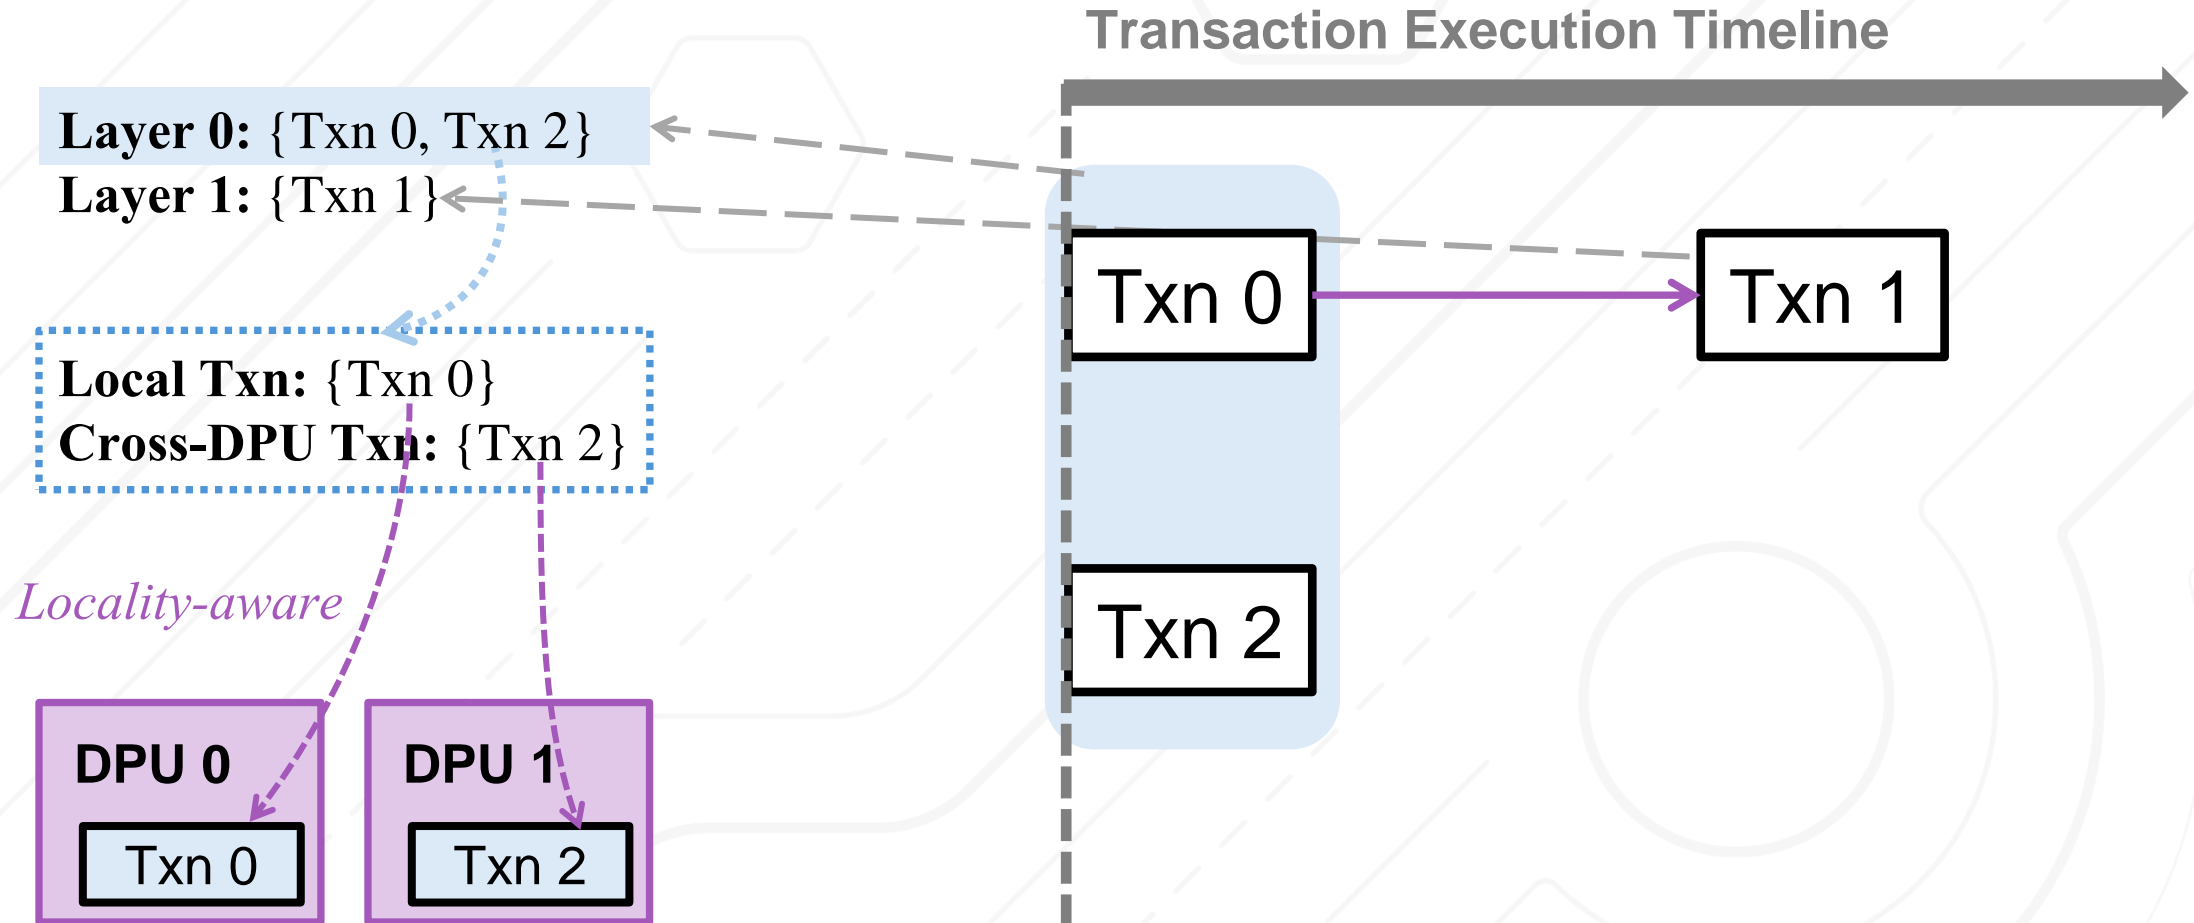 Transaction Execution Timeline
Layer 0: {Txn 0, Txn 2}
Layer 1: {Txn 1}
Txn 0
Txn 1
Local Txn: {Txn 0}
Cross-DPU Txn: {Txn 2}
Locality-aware
Txn 2
DPU 0
DPU 1
Txn 0
Txn 2